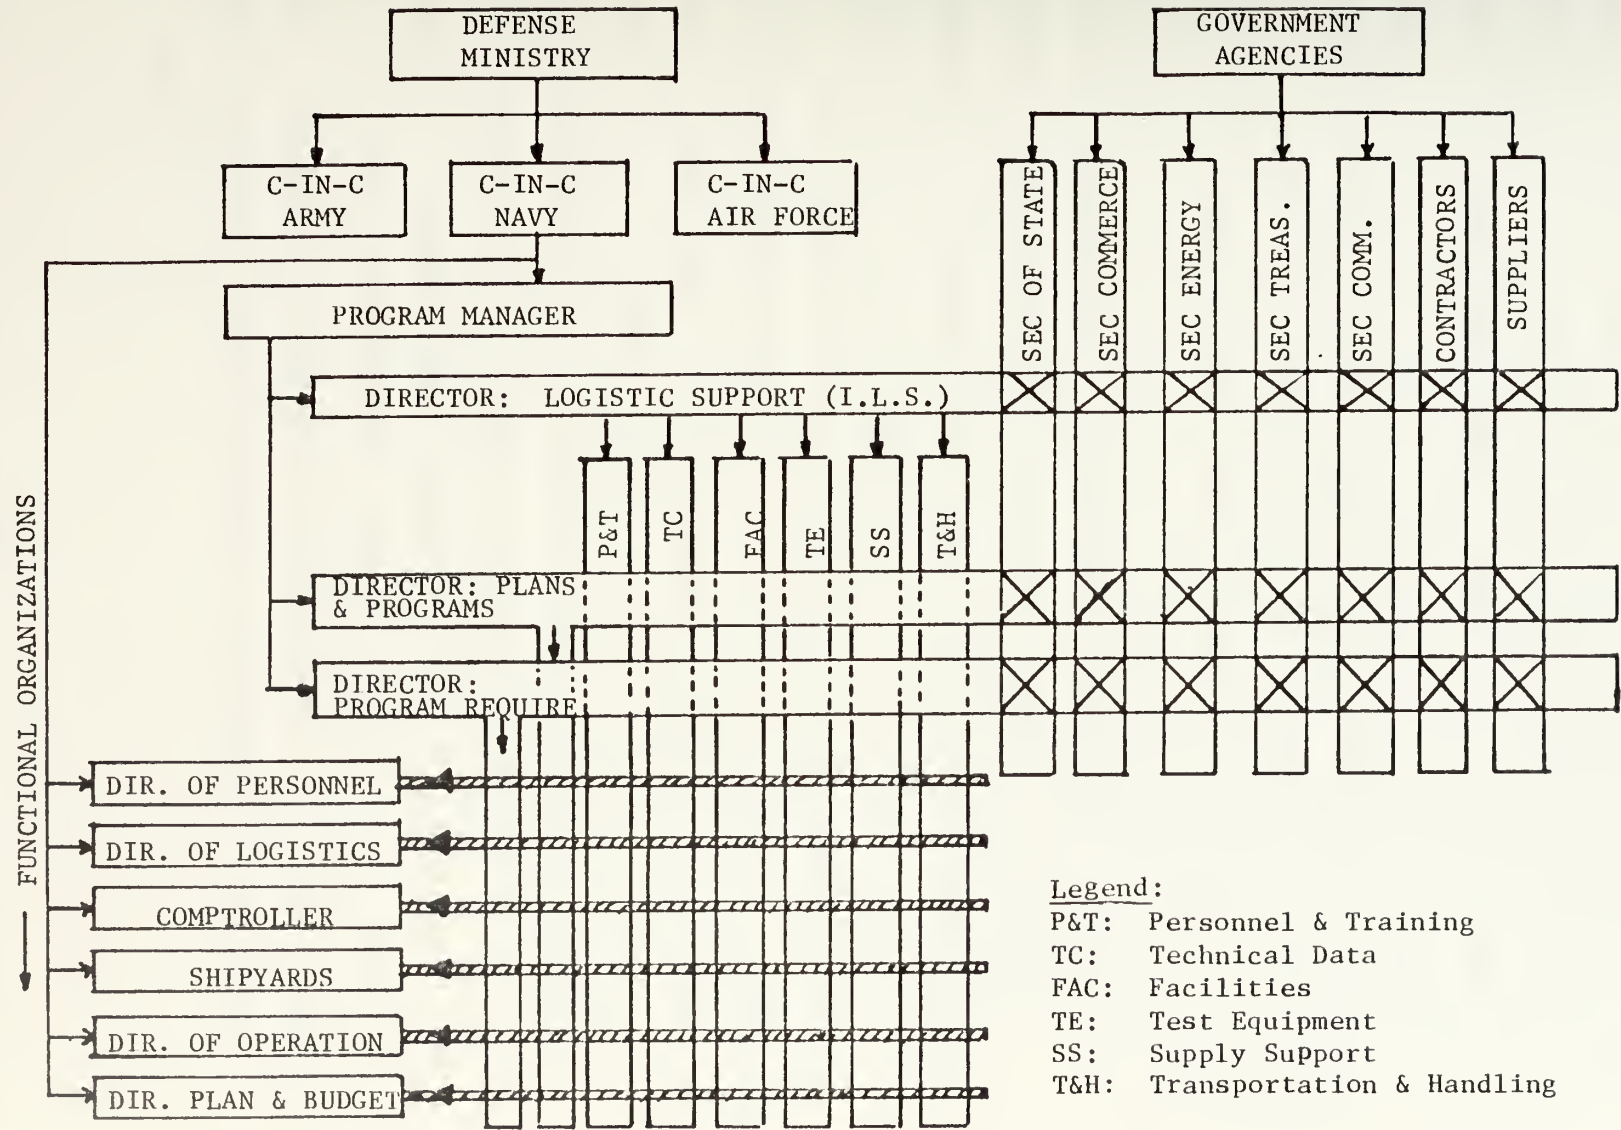 DEFENSE
MINISTRY
GOVERNMENT
AGENCIES
C-IN-C
ARMY
C-IN-C
NAVY
C-IN-C
AIR FORCE
PROGRAM MANAGER
SEC OF STATE
SEC COMMERCE
SEC ENERGY
SEC TREAS.
SEC COMM.
CONTRACTORS
SUPPLIERS
DIRECTOR: LOGISTIC SUPPORT (I.L.S.)
P&T
TC
FAC
TE
SS
T&H
DIRECTOR: PLANS
& PROGRAMS
DIRECTOR:
PROGRAM REQUIRE
FUNCTIONAL ORGANIZATIONS
DIR. OF PERSONNEL
DIR. OF LOGISTICS
COMPTROLLER
SHIPYARDS
DIR. OF OPERATION
DIR. PLAN & BUDGET
Legend:
P&T: Personnel & Training
TC: Technical Data
FAC: Facilities
TE: Test Equipment
SS: Supply Support
T&H: Transportation & Handling